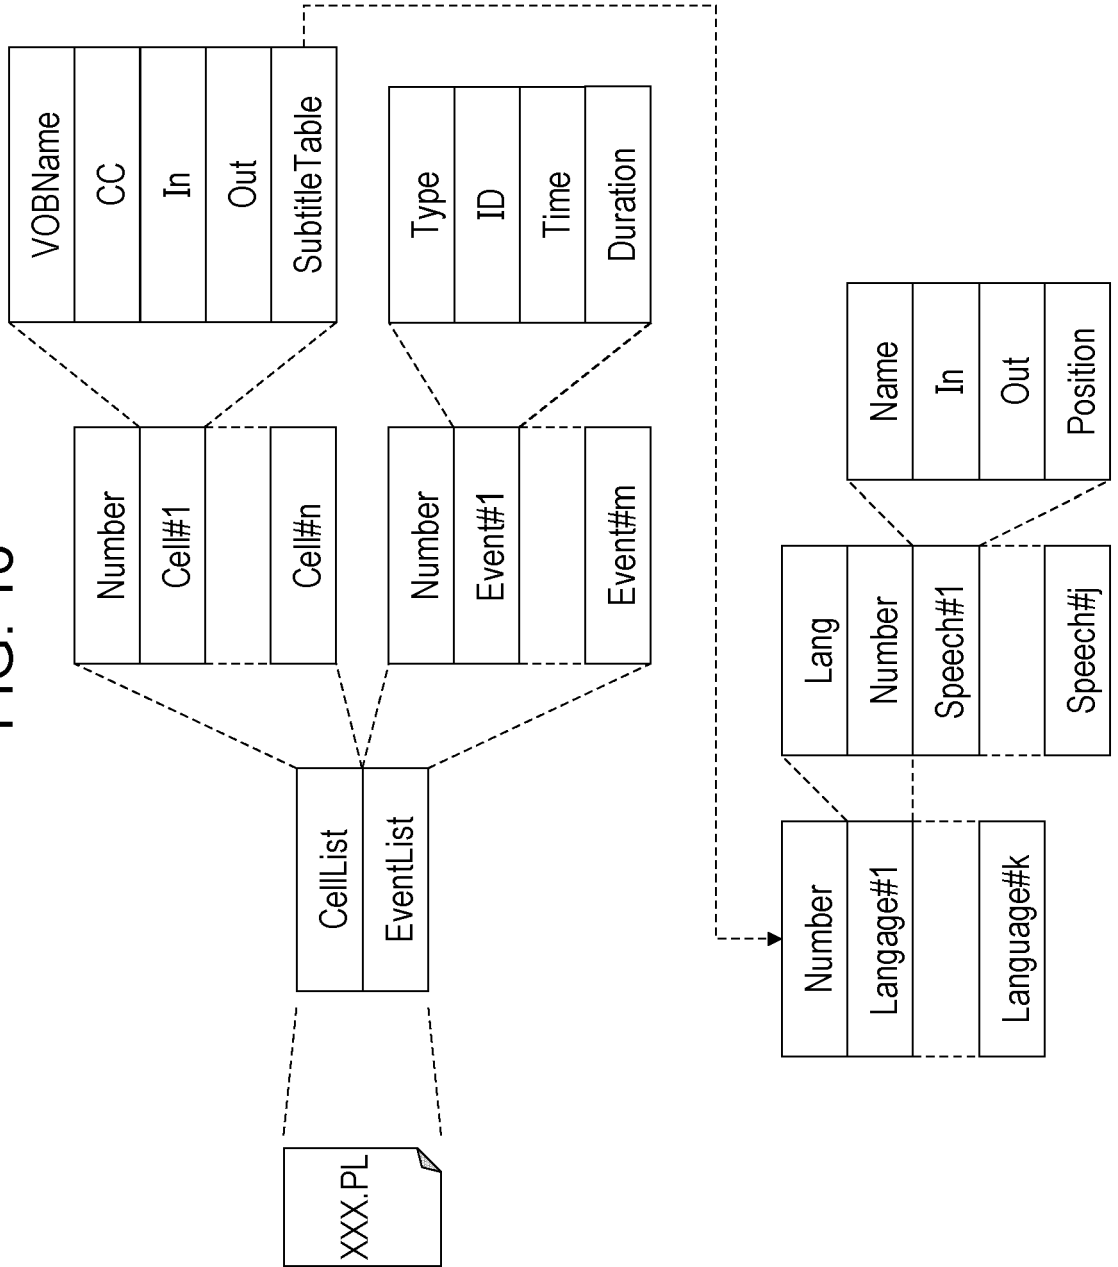 FIG.
XXX.PL
CellList
EventList
Number
Cell#1
Cell#n
VOBName
CC
In
Out
SubtitleTable
Number
Event#1
Event#m
Type
ID
Time
Duration
Number
Langage#1
Language#k
Lang
Number
Speech#1
Speech#j
Name
In
Out
Position